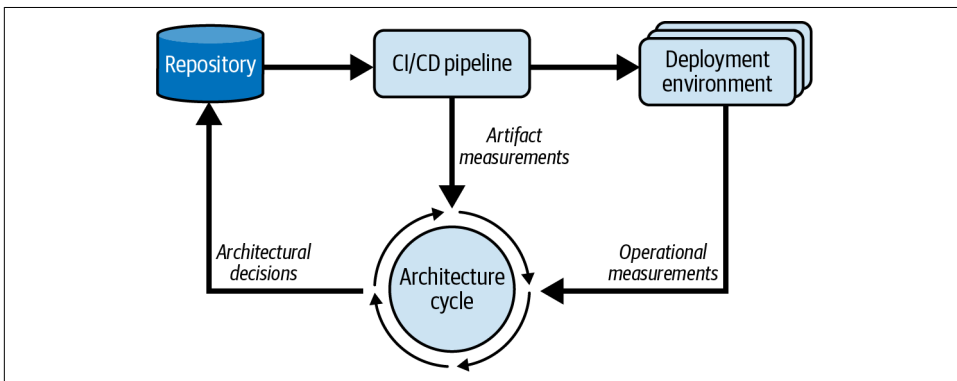 Repository
CI/CD pipeline
Deployment
environment
Artifact
measurements
Architectural
decisions
Architecture
cycle
Operational
measurements